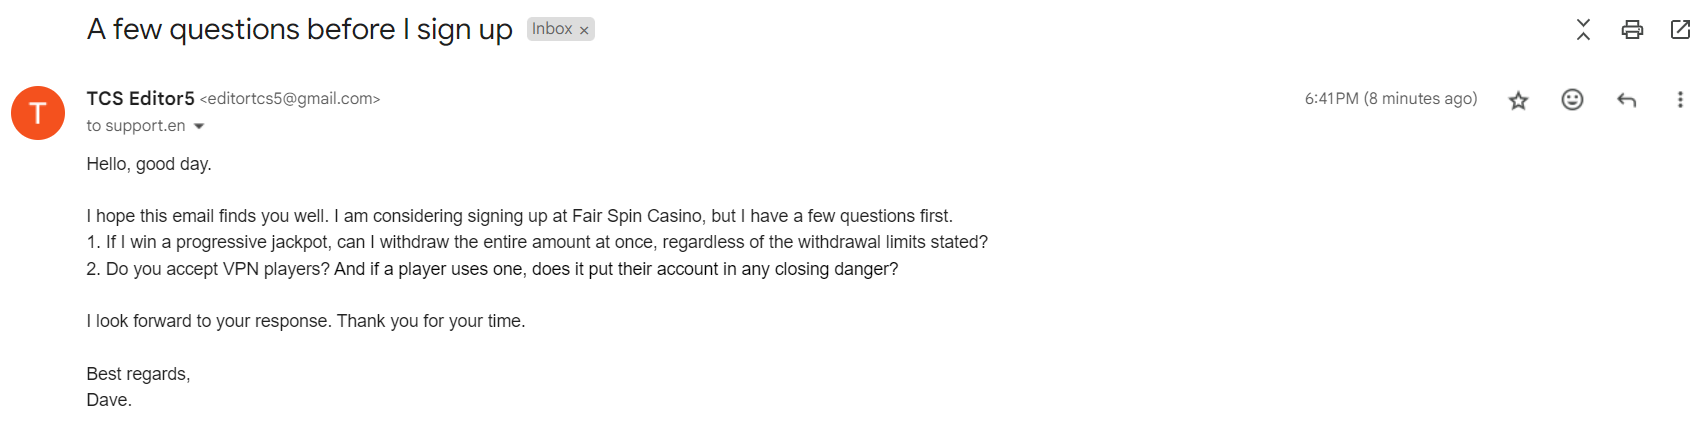 A few questions before I sign up Inbox ×
TCS Editor5 <editortcs5@gmail.com> 6:41 PM (8 minutes ago)
to support.en
T
Hello, good day.
I hope this email finds you well. I am considering signing up at Fair Spin Casino, but I have a few questions first.
1. If I win a progressive jackpot, can I withdraw the entire amount at once, regardless of the withdrawal limits stated?
2. Do you accept VPN players? And if a player uses one, does it put their account in any closing danger?
I look forward to your response. Thank you for your time.
Best regards,
Dave.